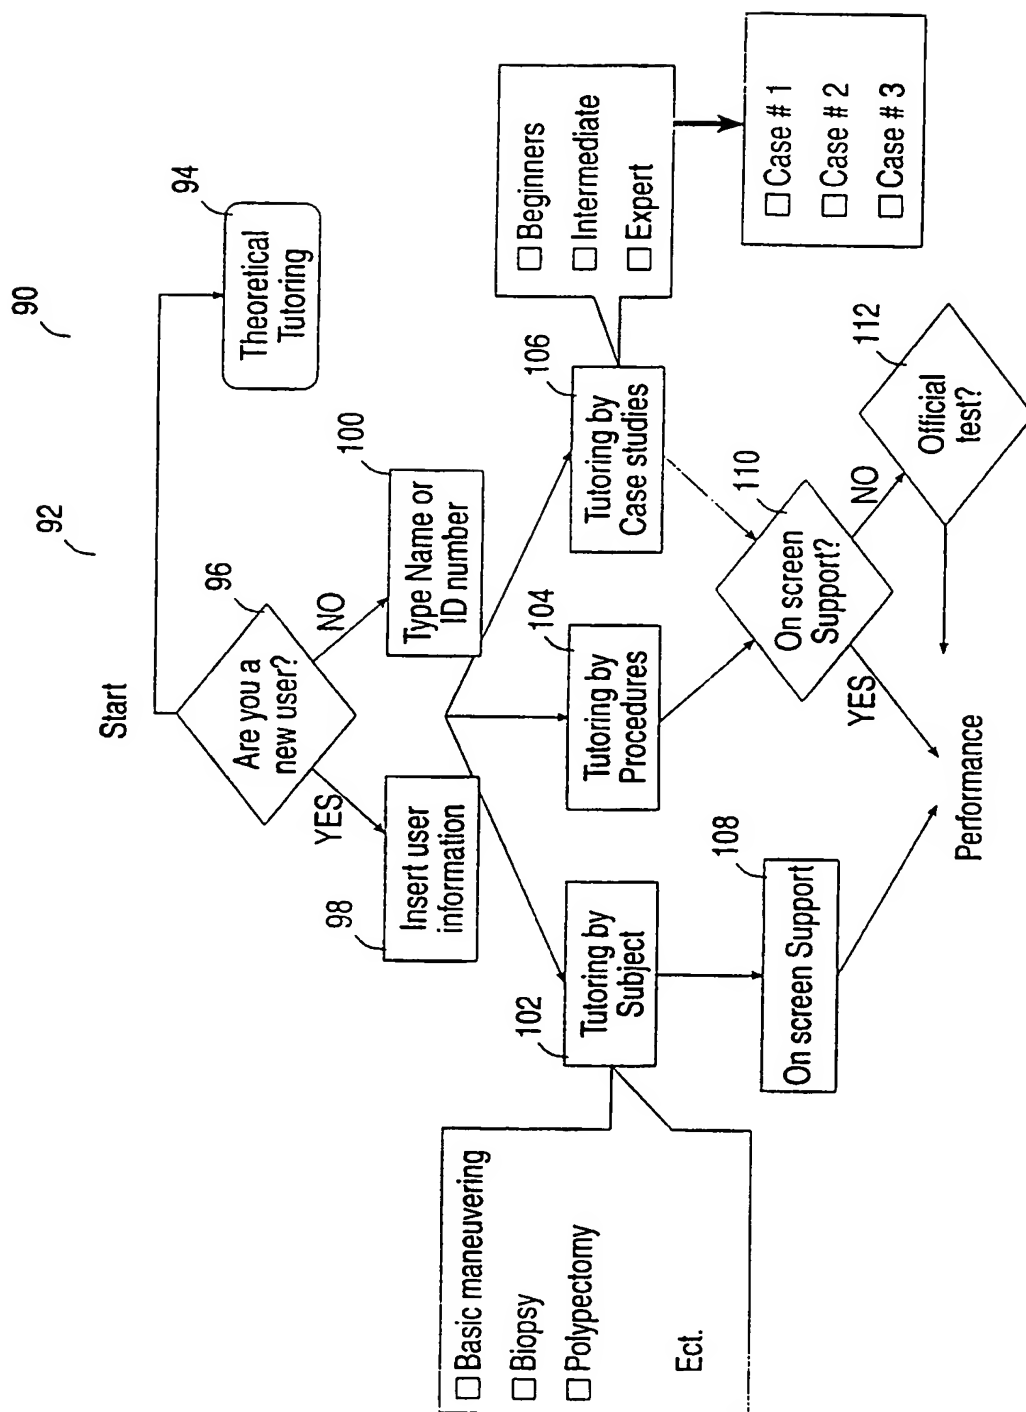 90
92
Start
94
Theoretical
Tutoring
96
Are you a
new user?
YES
NO
98
Insert user
information
100
Type Name or
ID number
102
Tutoring by
Subject
104
Tutoring by
Procedures
106
Tutoring by
Case studies
☐ Basic maneuvering
☐ Biopsy
☐ Polypectomy
Ect.
☐ Beginners
☐ Intermediate
☐ Expert
☐ Case # 1
☐ Case # 2
☐ Case # 3
108
On screen Support
110
On screen
Support?
YES
NO
112
Official
test?
Performance